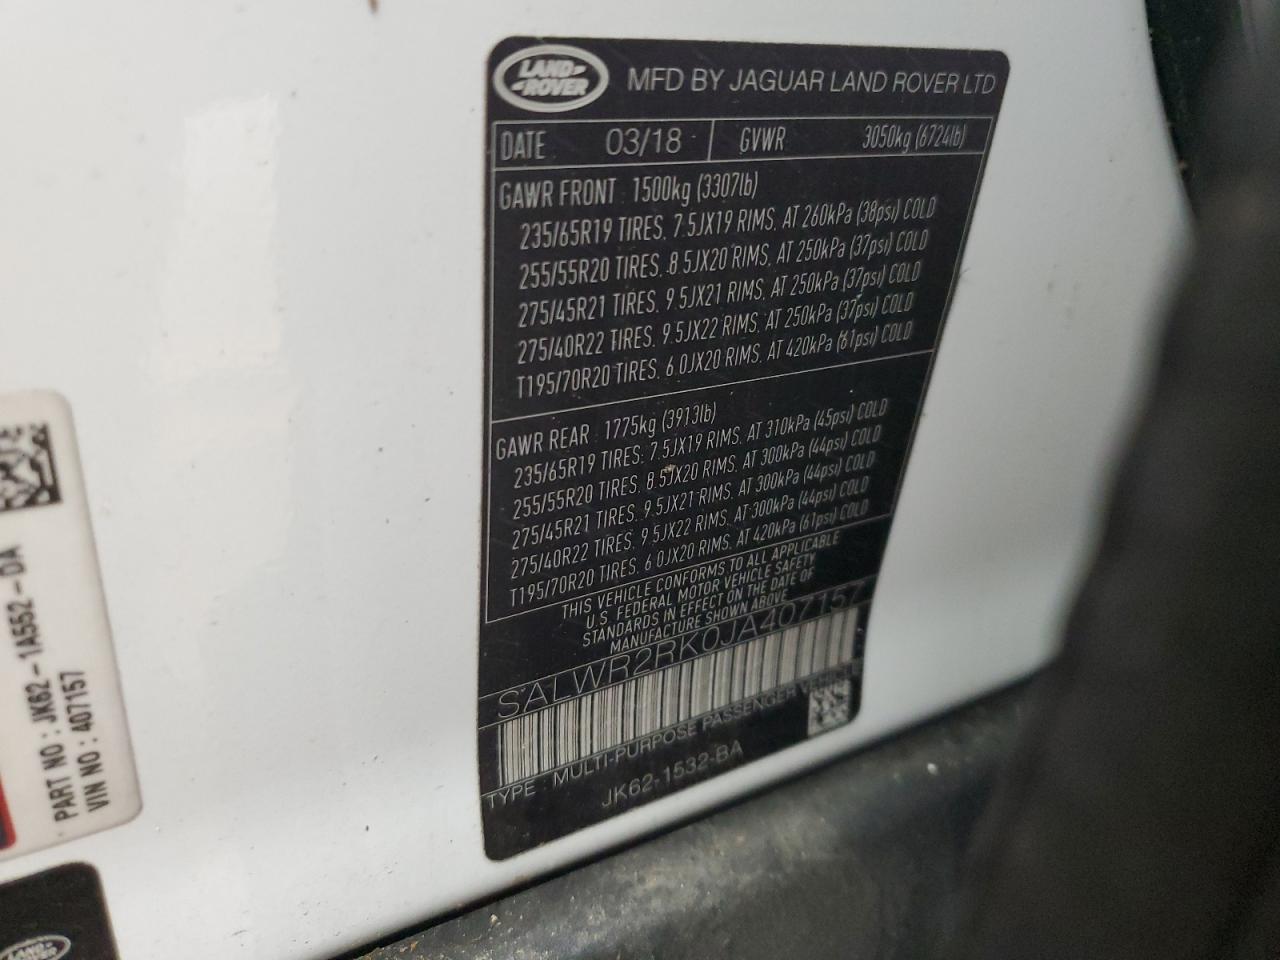 LAND-
-ROVER
MFD BY JAGUAR LAND ROVER LTD
DATE 03/18 GVWR 3050kg (6724lb)
GAWR FRONT 1500kg (3307lb)
235/65R19 TIRES, 7.5JX19 RIMS, AT 260kPa (38psi) COLD
255/55R20 TIRES, 8.5JX20 RIMS, AT 250kPa (37psi) COLD
275/45R21 TIRES, 9.5JX21 RIMS, AT 250kPa (37psi) COLD
275/40R22 TIRES, 9.5JX22 RIMS, AT 250kPa (37psi) COLD
T195/70R20 TIRES, 6.0JX20 RIMS, AT 420kPa (61psi) COLD
GAWR REAR 1775kg (3913lb)
235/65R19 TIRES, 7.5JX19 RIMS, AT 310kPa (45psi) COLD
255/55R20 TIRES, 8.5JX20 RIMS, AT 300kPa (44psi) COLD
275/45R21 TIRES, 9.5JX21 RIMS, AT 300kPa (44psi) COLD
275/40R22 TIRES, 9.5JX22 RIMS, AT 300kPa (44psi) COLD
T195/70R20 TIRES, 6.0JX20 RIMS, AT 420kPa (61psi) COLD
THIS VEHICLE CONFORMS TO ALL APPLICABLE
U.S. FEDERAL MOTOR VEHICLE SAFETY
STANDARDS IN EFFECT ON THE DATE OF
MANUFACTURE SHOWN ABOVE
SALWR2RK0JA407157
TYPE : MULTI-PURPOSE PASSENGER VEHICLE
JK62-1532-BA
PART NO : JK62-1A552-DA
VIN NO : 407157
LAND-
-ROVER